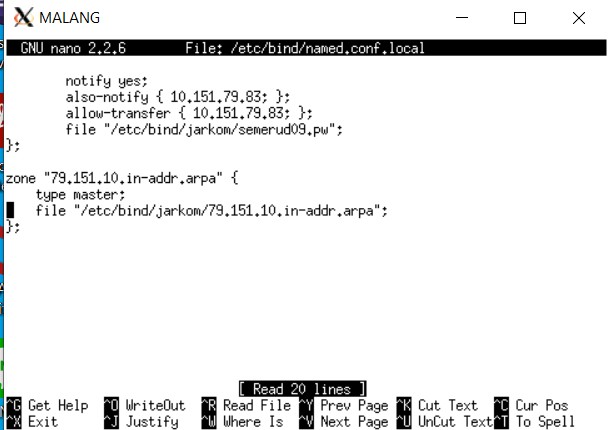 MALANG
GNU nano 2.2.6 File: /etc/bind/named.conf.local
notify yes;
also-notify { 10.151.79.83; };
allow-transfer { 10.151.79.83; };
file "/etc/bind/jarkom/semerud09.pw";
};
zone "79.151.10.in-addr.arpa" {
type master;
file "/etc/bind/jarkom/79.151.10.in-addr.arpa";
};
[ Read 20 lines ]
^G Get Help ^O WriteOut ^R Read File ^Y Prev Page ^K Cut Text ^C Cur Pos
^X Exit ^J Justify ^W Where Is ^V Next Page ^U UnCut Text ^T To Spell